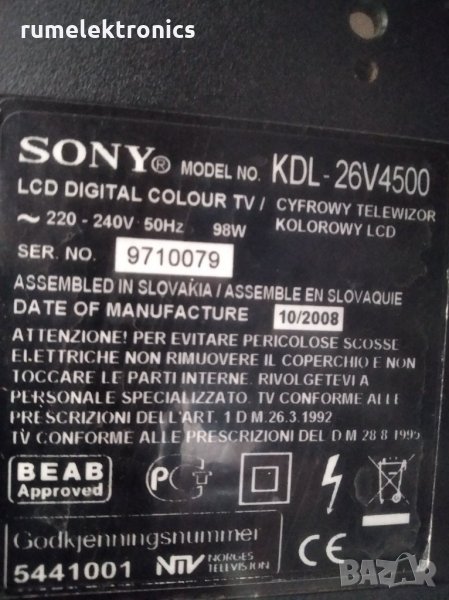 rumelektronics
SONY® MODEL NO. KDL-26V4500
LCD DIGITAL COLOUR TV / CYFROWY TELEWIZOR
KOLOROWY LCD
~ 220 - 240V 50Hz 98W
SER. NO. 9710079
ASSEMBLED IN SLOVAKIA / ASSEMBLE EN SLOVAQUIE
DATE OF MANUFACTURE 10/2008
ATTENZIONE! PER EVITARE PERICOLOSE SCOSSE
ELETTRICHE NON RIMUOVERE IL COPERCHIO E NON
TOCCARE LE PARTI INTERNE. RIVOLGETEVI A
PERSONALE SPECIALIZZATO. TV CONFORME ALLE
PRESCRIZIONI DELL'ART. 1 D M. 26.3.1992
TV CONFORME ALLE PRESCRIZIONI DEL D M 28 8 1995
BEAB
Approved
Godkjenningsnummer
5441001 NTV NORGES
TELEVISJON
CE
BAZAR